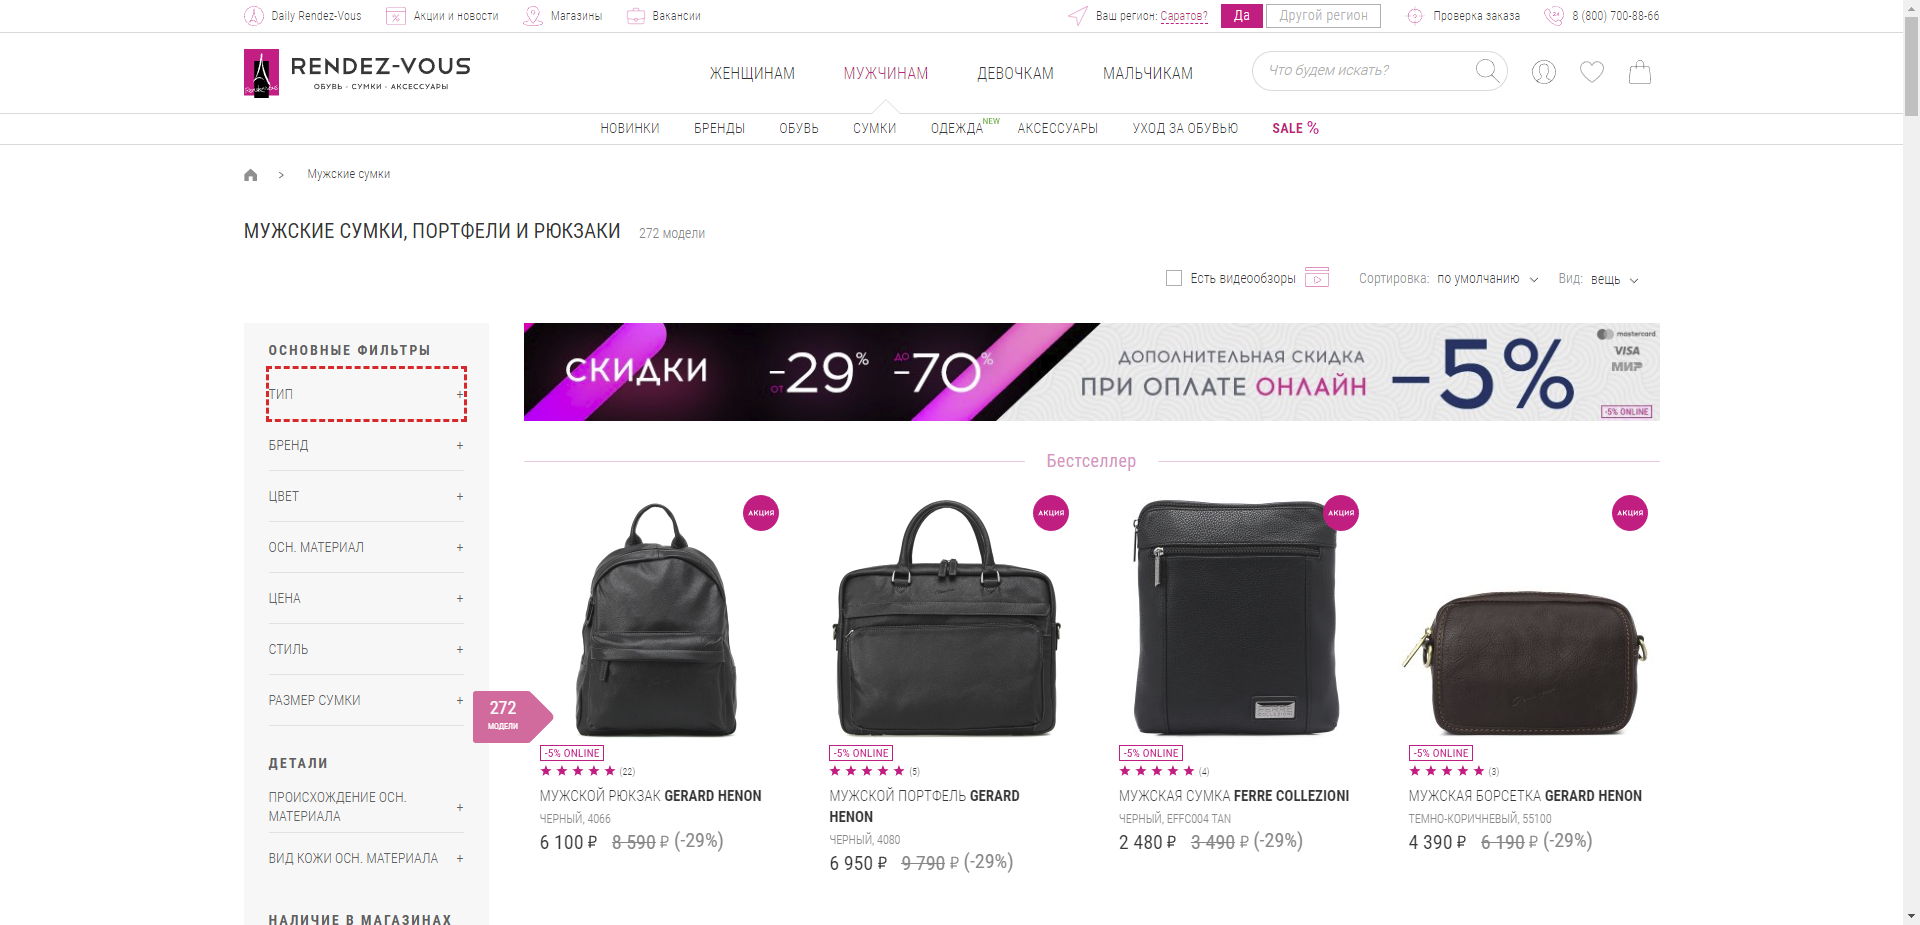 Daily Rendez-Vous Акции и новости Магазины Вакансии Ваш регион: Саратов? Да Другой регион Проверка заказа 8 (800) 700-88-66
RENDEZ-VOUS
ОБУВЬ · СУМКИ · АКСЕССУАРЫ
ЖЕНЩИНАМ МУЖЧИНАМ ДЕВОЧКАМ МАЛЬЧИКАМ Что будем искать?
НОВИНКИ БРЕНДЫ ОБУВЬ СУМКИ ОДЕЖДА NEW АКСЕССУАРЫ УХОД ЗА ОБУВЬЮ SALE %
> Мужские сумки
МУЖСКИЕ СУМКИ, ПОРТФЕЛИ И РЮКЗАКИ 272 модели
Есть видеообзоры Сортировка: по умолчанию Вид: вещь
ОСНОВНЫЕ ФИЛЬТРЫ
ТИП +
БРЕНД +
ЦВЕТ +
ОСН. МАТЕРИАЛ +
ЦЕНА +
СТИЛЬ +
РАЗМЕР СУМКИ +
272
МОДЕЛИ
ДЕТАЛИ
ПРОИСХОЖДЕНИЕ ОСН.
МАТЕРИАЛА +
ВИД КОЖИ ОСН. МАТЕРИАЛА +
НАЛИЧИЕ В МАГАЗИНАХ
СКИДКИ ОТ -29% ДО -70%
ДОПОЛНИТЕЛЬНАЯ СКИДКА
ПРИ ОПЛАТЕ ОНЛАЙН
-5%
mastercard
VISA
МИР
-5% ONLINE
Бестселлер
АКЦИЯ
-5% ONLINE
(22)
МУЖСКОЙ РЮКЗАК GERARD HENON
ЧЕРНЫЙ, 4066
6 100 ₽ 8 590 ₽ (-29%)
АКЦИЯ
-5% ONLINE
(5)
МУЖСКОЙ ПОРТФЕЛЬ GERARD
HENON
ЧЕРНЫЙ, 4080
6 950 ₽ 9 790 ₽ (-29%)
АКЦИЯ
-5% ONLINE
(4)
МУЖСКАЯ СУМКА FERRE COLLEZIONI
ЧЕРНЫЙ, EFFC004 TAN
2 480 ₽ 3 490 ₽ (-29%)
АКЦИЯ
-5% ONLINE
(3)
МУЖСКАЯ БОРСЕТКА GERARD HENON
ТЕМНО-КОРИЧНЕВЫЙ, 55100
4 390 ₽ 6 190 ₽ (-29%)